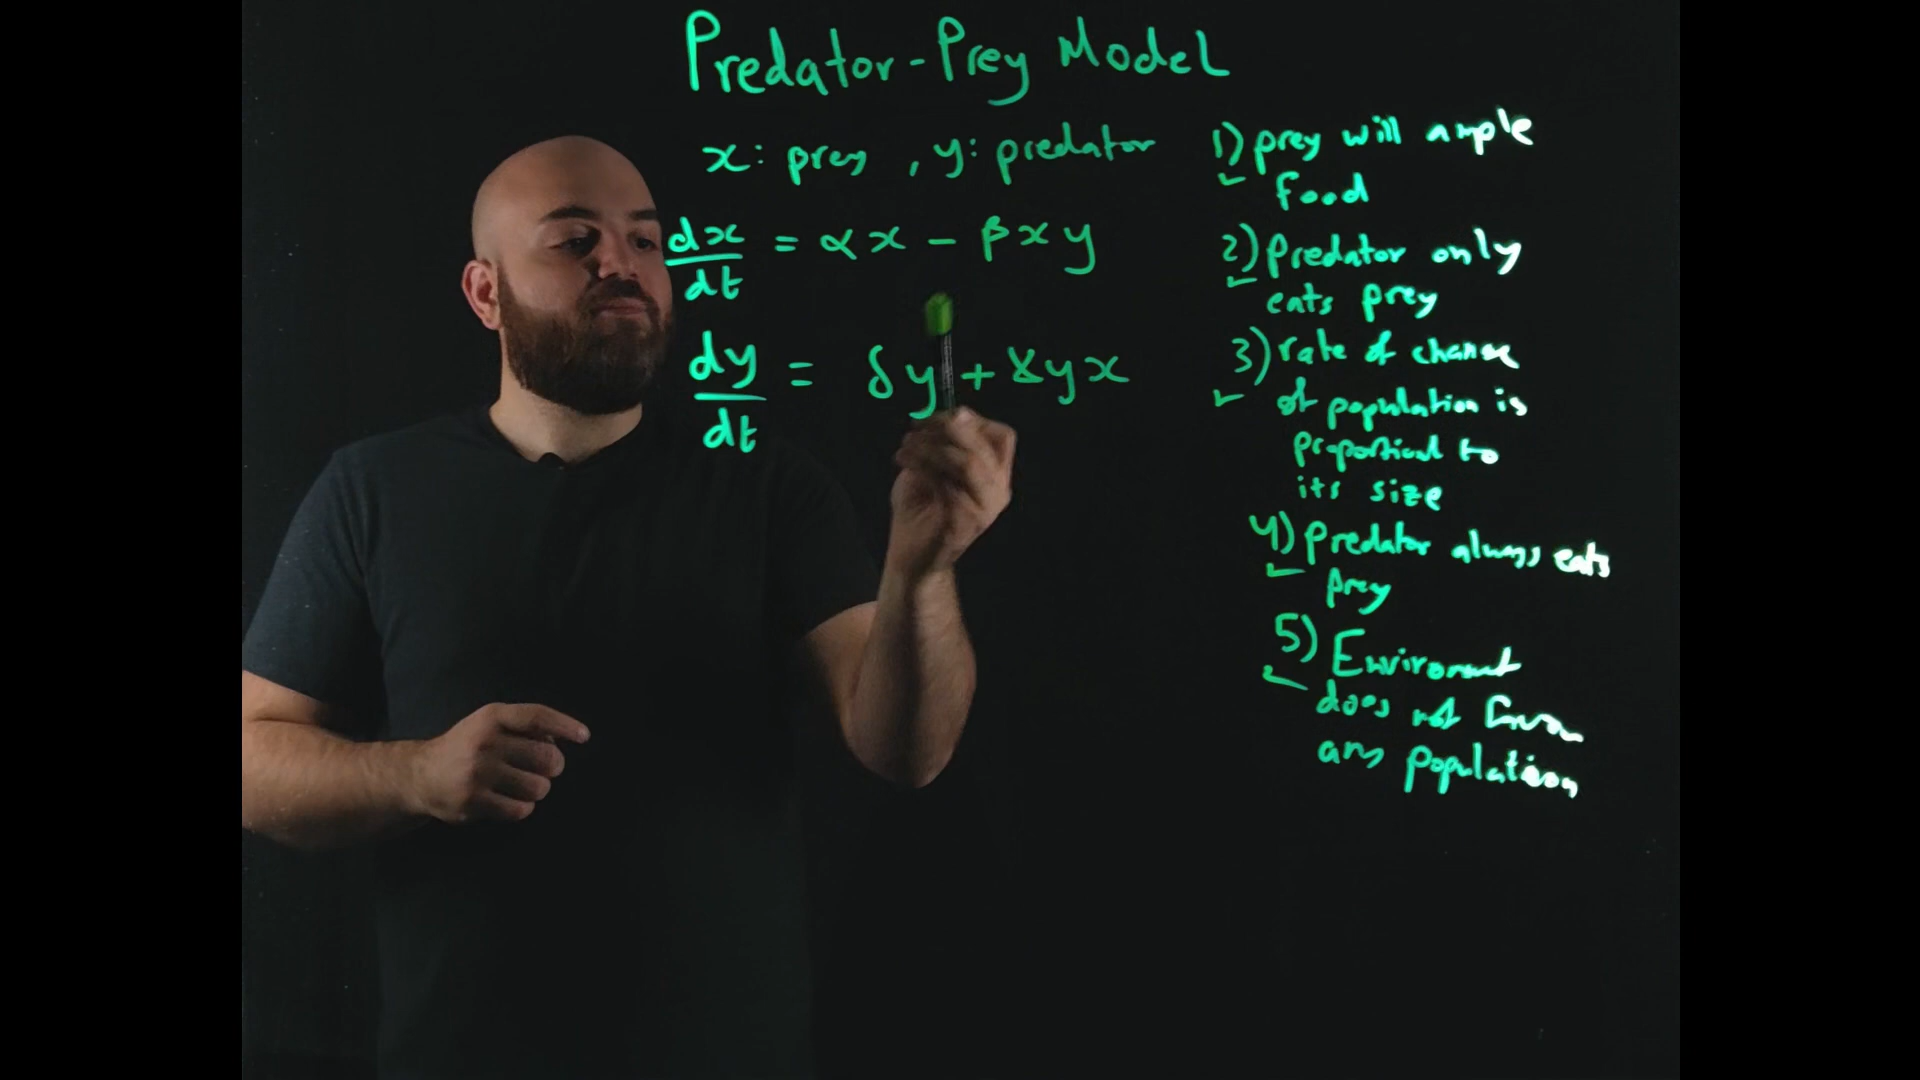 Predator-Prey Model
x: prey , y: predator
dx/dt = αx - βxy
dy/dt = δy + γyx
1) prey will ample
food
2) Predator only
eats prey
3) rate of change
of population is
proportional to
its size
4) predator always eats
prey
5) Enviroment
does not favor
any population